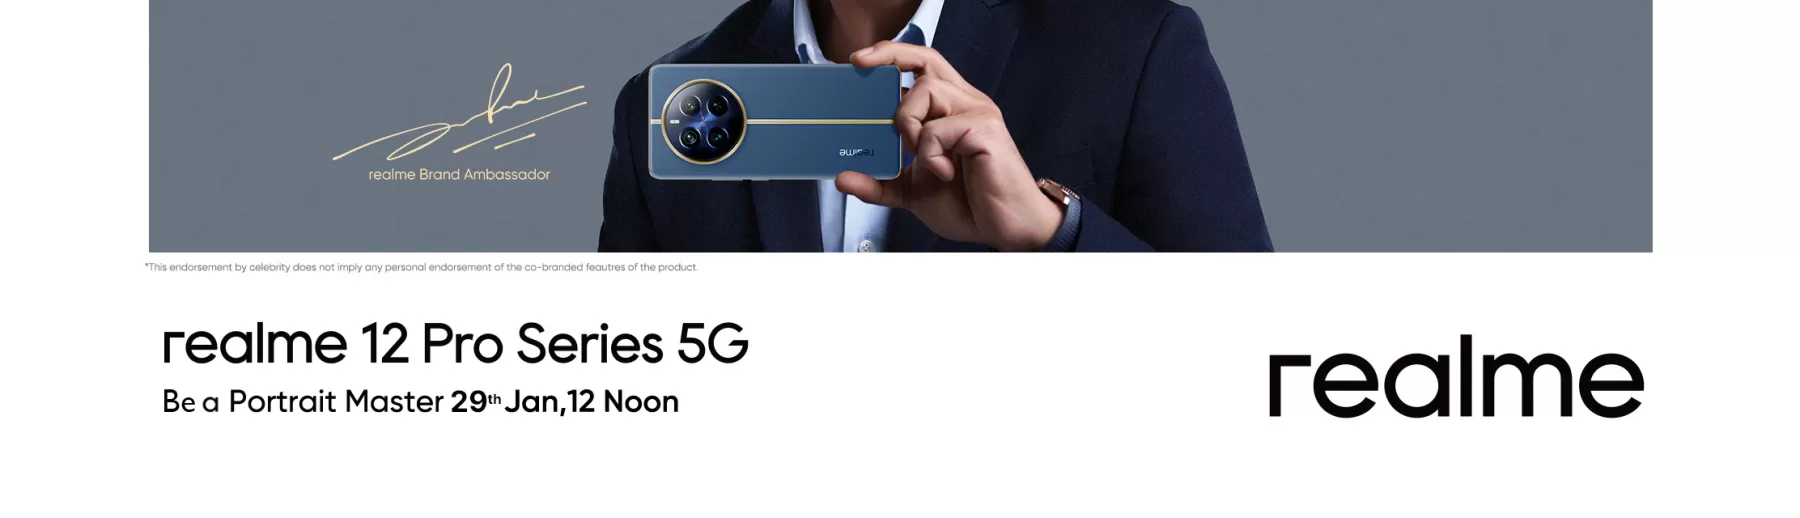 realme Brand Ambassador
realme
*This endorsement by celebrity does not imply any personal endorsement of the co-branded feautres of the product.
realme 12 Pro Series 5G
Be a Portrait Master 29th Jan,12 Noon
realme